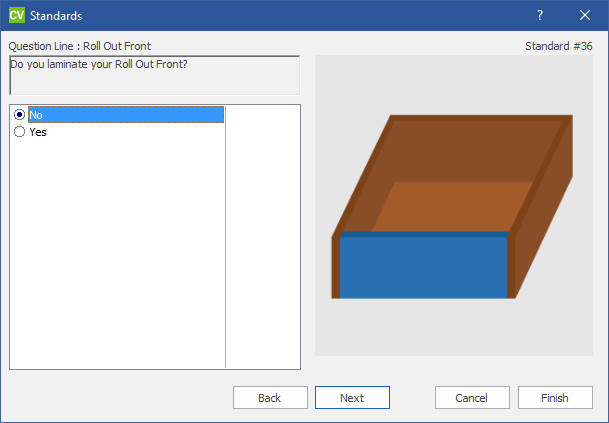 CV Standards
?
Question Line : Roll Out Front
Standard #36
Do you laminate your Roll Out Front?
No
Yes
Back
Next
Cancel
Finish